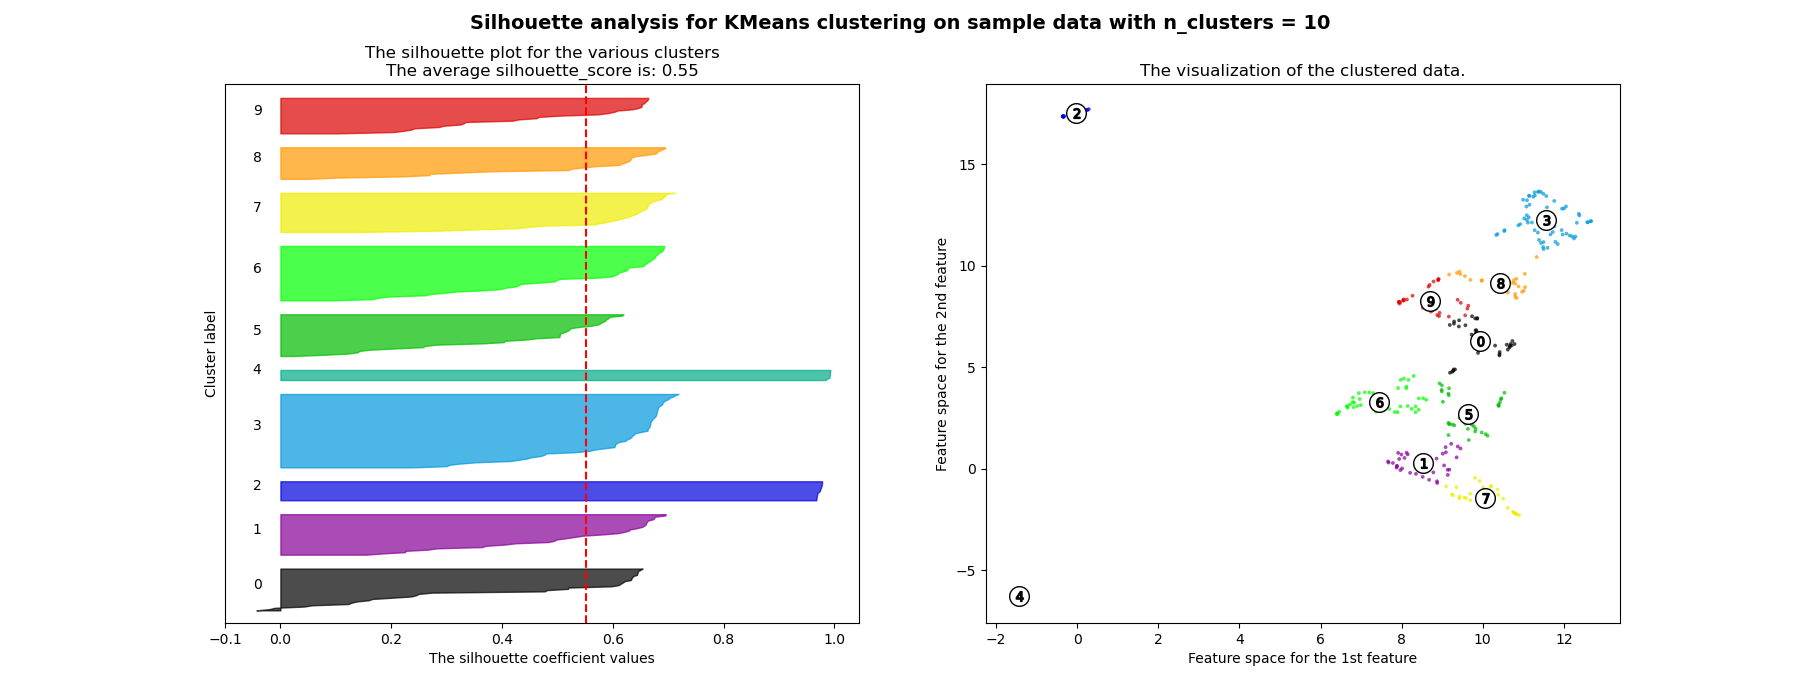 Silhouette analysis for KMeans clustering on sample data with n_clusters = 10
The silhouette plot for the various clusters
The average silhouette_score is: 0.55
9
8
7
6
5
4
3
2
1
0
Cluster label
−0.1 0.0 0.2 0.4 0.6 0.8 1.0
The silhouette coefficient values
The visualization of the clustered data.
15
10
5
0
−5
Feature space for the 2nd feature
2
3
8
9
0
6
5
1
7
4
−2 0 2 4 6 8 10 12
Feature space for the 1st feature